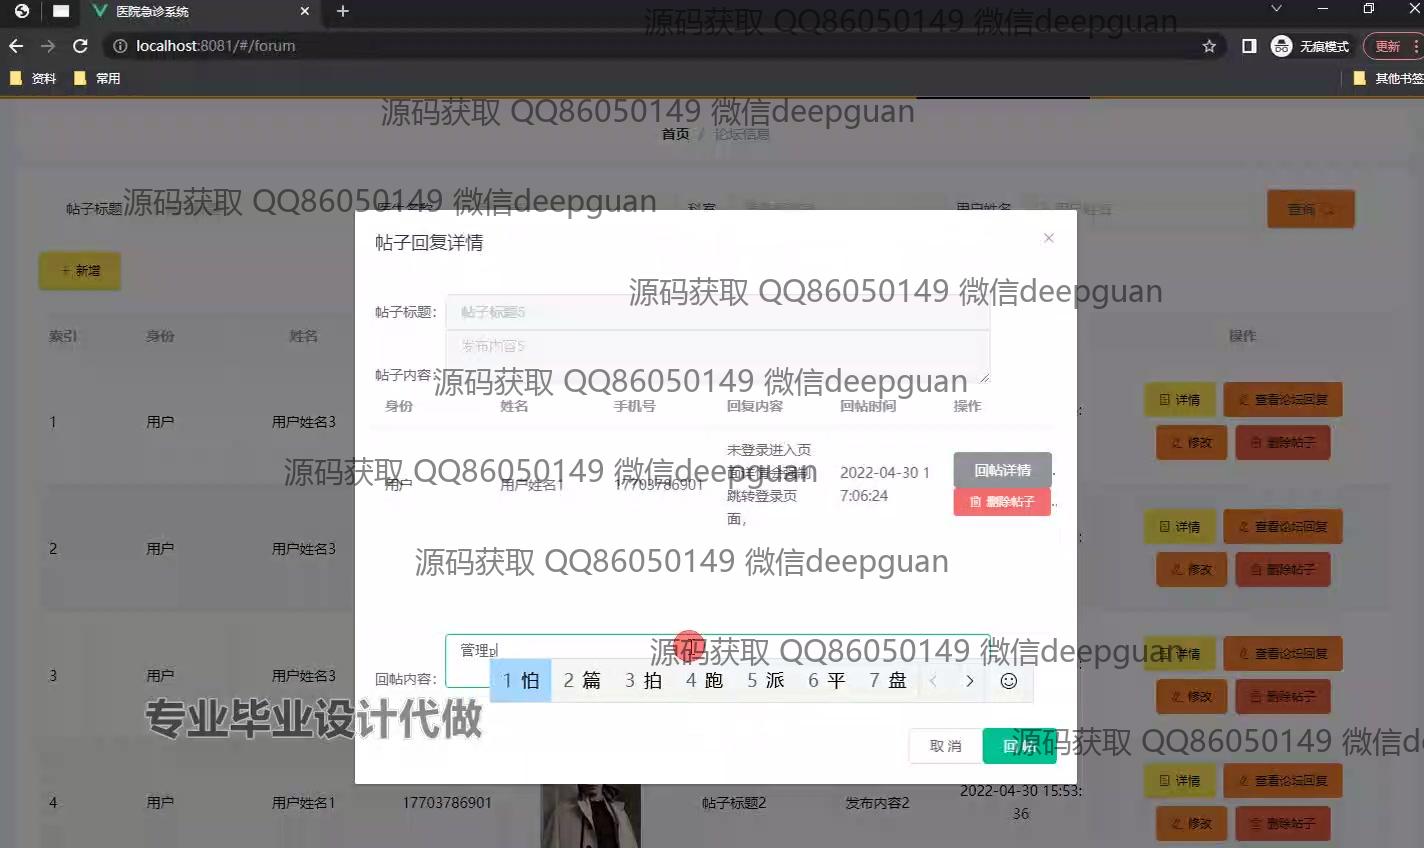 医院急诊系统
源码获取 QQ86050149 微信deepguan
localhost:8081/#/forum
无痕模式
更新
资料
常用
其他书签
源码获取 QQ86050149 微信deepguan
首页 / 论坛信息
源码获取 QQ86050149 微信deepguan
帖子标题
医生名称
科室
用户姓名
用户姓名
查询
帖子回复详情
+ 新增
源码获取 QQ86050149 微信deepguan
帖子标题:
帖子标题5
索引
身份
姓名
操作
发布内容5
帖子内容:
源码获取 QQ86050149 微信deepguan
身份
姓名
手机号
回复内容
回帖时间
操作
1
用户
用户姓名3
详情
查看论坛回复
修改
删除帖子
源码获取 QQ86050149 微信deepguan
用户
用户姓名1
17703786901
未登录进入页
跳转登录页
面，
2022-04-30 1
7:06:24
回帖详情
删除帖子
2
用户
用户姓名3
详情
查看论坛回复
修改
删除帖子
源码获取 QQ86050149 微信deepguan
管理pl
源码获取 QQ86050149 微信deepguan
回帖内容:
1 怕 2 篇 3 拍 4 跑 5 派 6 平 7 盘
3
用户
用户姓名3
详情
查看论坛回复
修改
删除帖子
专业毕业设计代做
取 消
回 帖
源码获取 QQ86050149 微信d
4
用户
用户姓名1
17703786901
帖子标题2
发布内容2
2022-04-30 15:53:
36
详情
查看论坛回复
修改
删除帖子